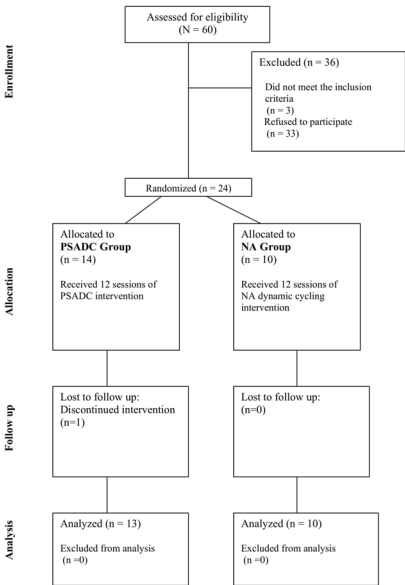 Enrollment
Assessed for eligibility
(N = 60)
Excluded (n = 36)
Did not meet the inclusion
criteria
(n = 3)
Refused to participate
(n = 33)
Randomized (n = 24)
Allocation
Allocated to
PSADC Group
(n = 14)
Received 12 sessions of
PSADC intervention
Allocated to
NA Group
(n = 10)
Received 12 sessions of
NA dynamic cycling
intervention
Follow up
Lost to follow up:
Discontinued intervention
(n=1)
Lost to follow up:
(n=0)
Analysis
Analyzed (n = 13)
Excluded from analysis
(n =0)
Analyzed (n = 10)
Excluded from analysis
(n =0)